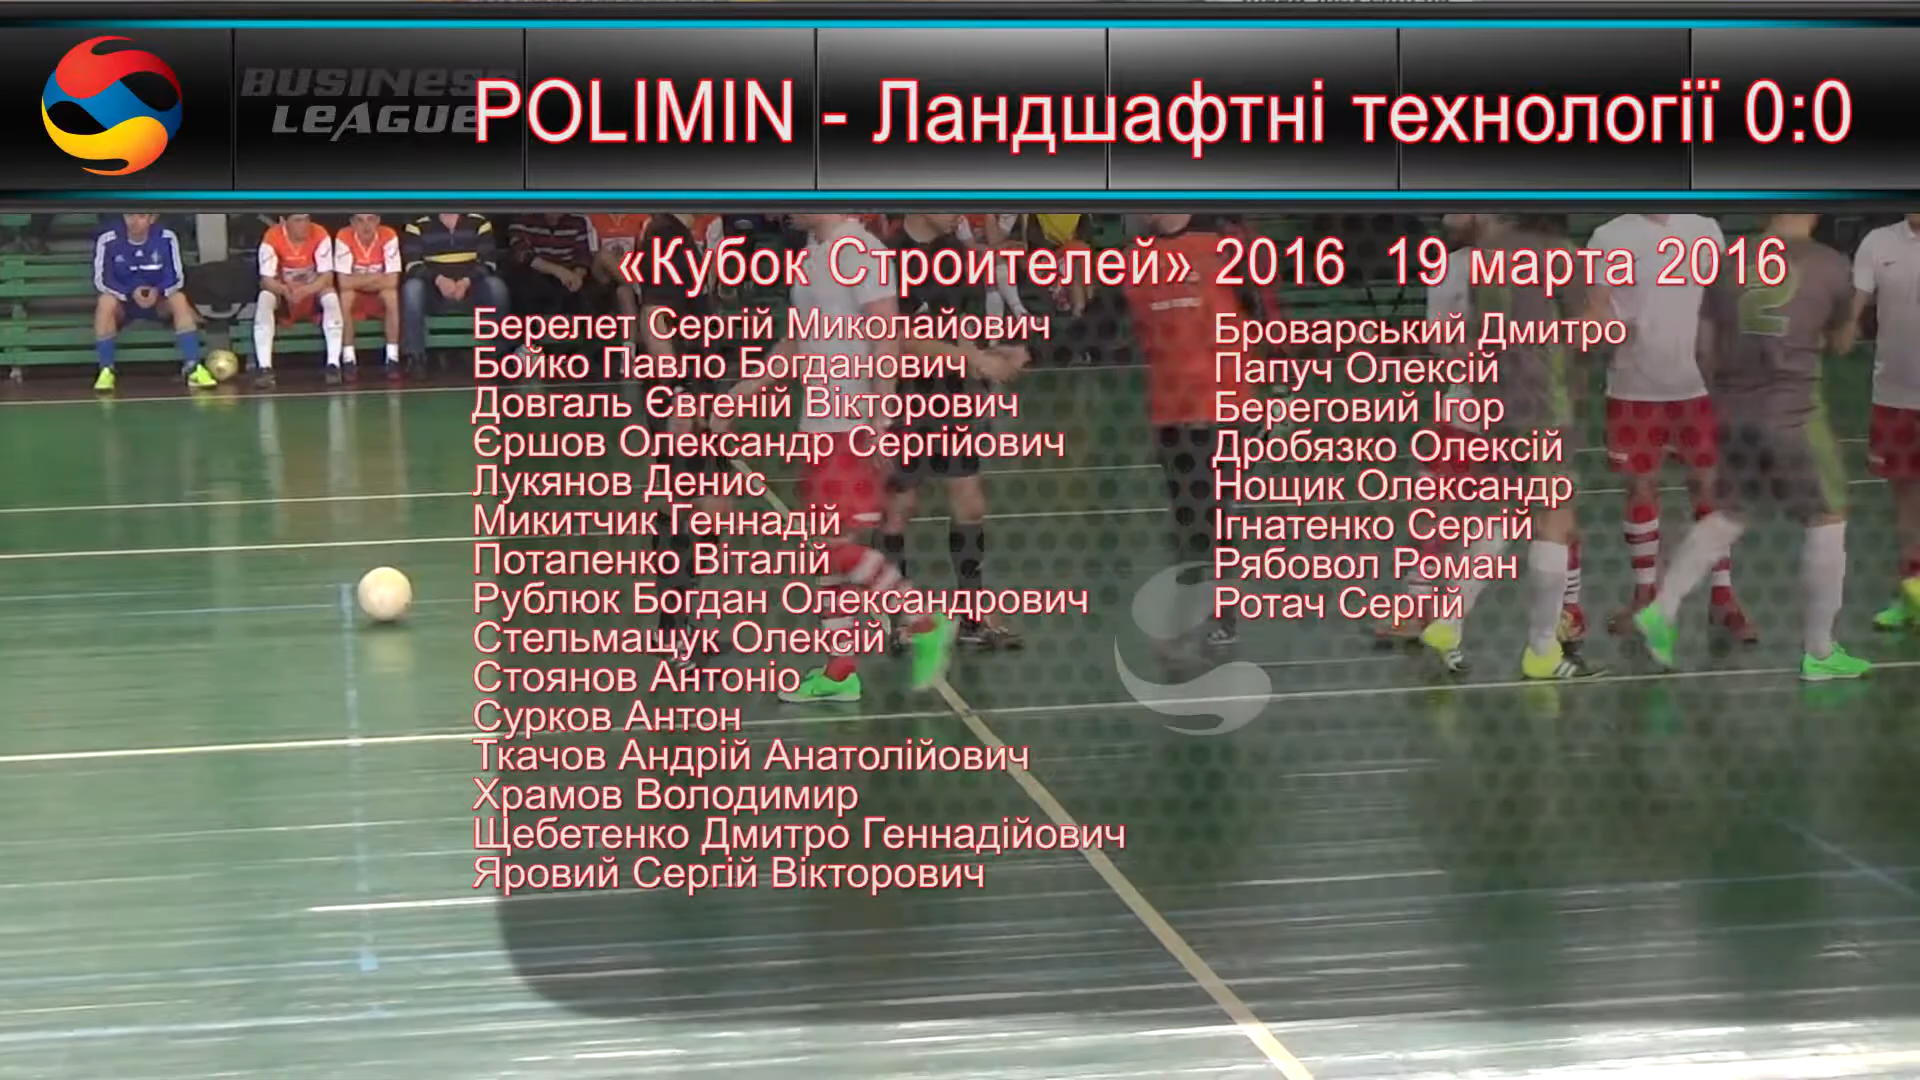 BUSINESS
LEAGUE
POLIMIN - Ландшафтні технології 0:0
«Кубок Строителей» 2016 19 марта 2016
Берелет Сергій Миколайович
Бойко Павло Богданович
Довгаль Євгеній Вікторович
Єршов Олександр Сергійович
Лукянов Денис
Микитчик Геннадій
Потапенко Віталій
Рублюк Богдан Олександрович
Стельмащук Олексій
Стоянов Антоніо
Сурков Антон
Ткачов Андрій Анатолійович
Храмов Володимир
Щебетенко Дмитро Геннадійович
Яровий Сергій Вікторович
Броварський Дмитро
Папуч Олексій
Береговий Ігор
Дробязко Олексій
Нощик Олександр
Ігнатенко Сергій
Рябовол Роман
Ротач Сергій
2